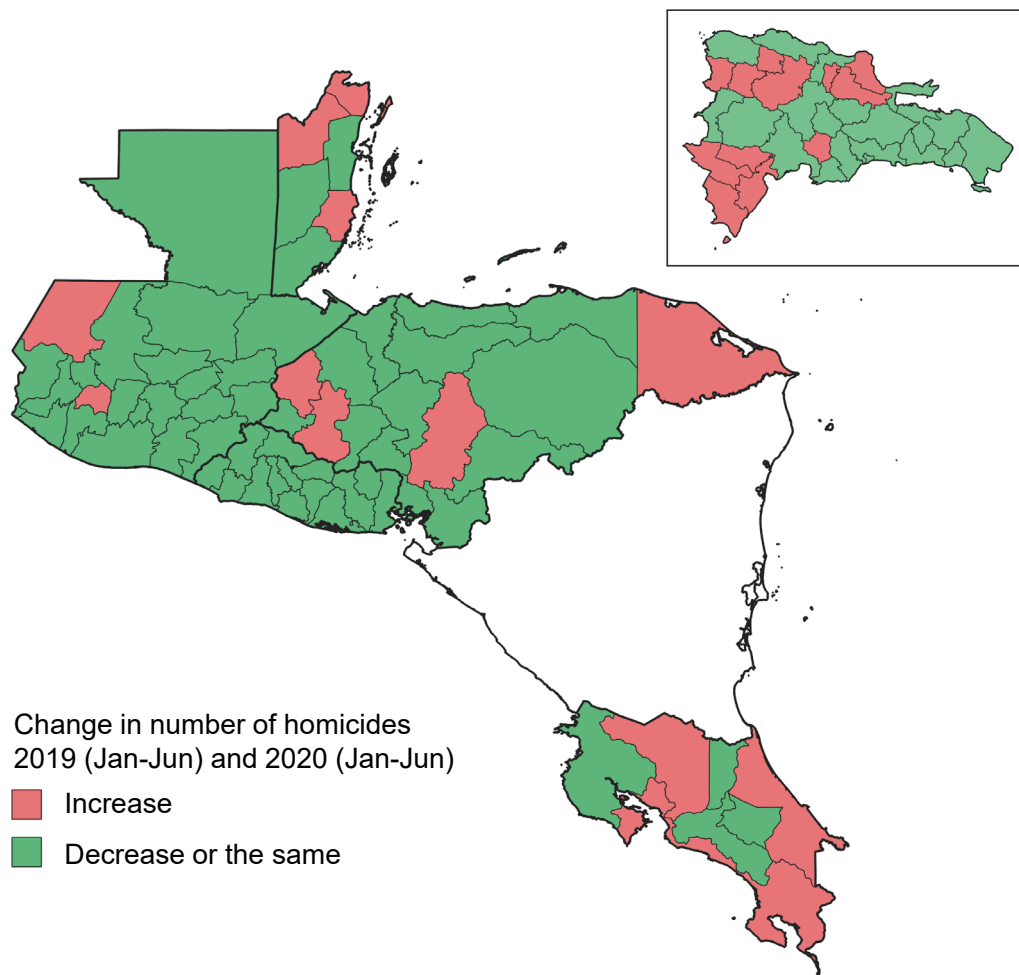 Change in number of homicides
2019 (Jan-Jun) and 2020 (Jan-Jun)
Increase
Decrease or the same